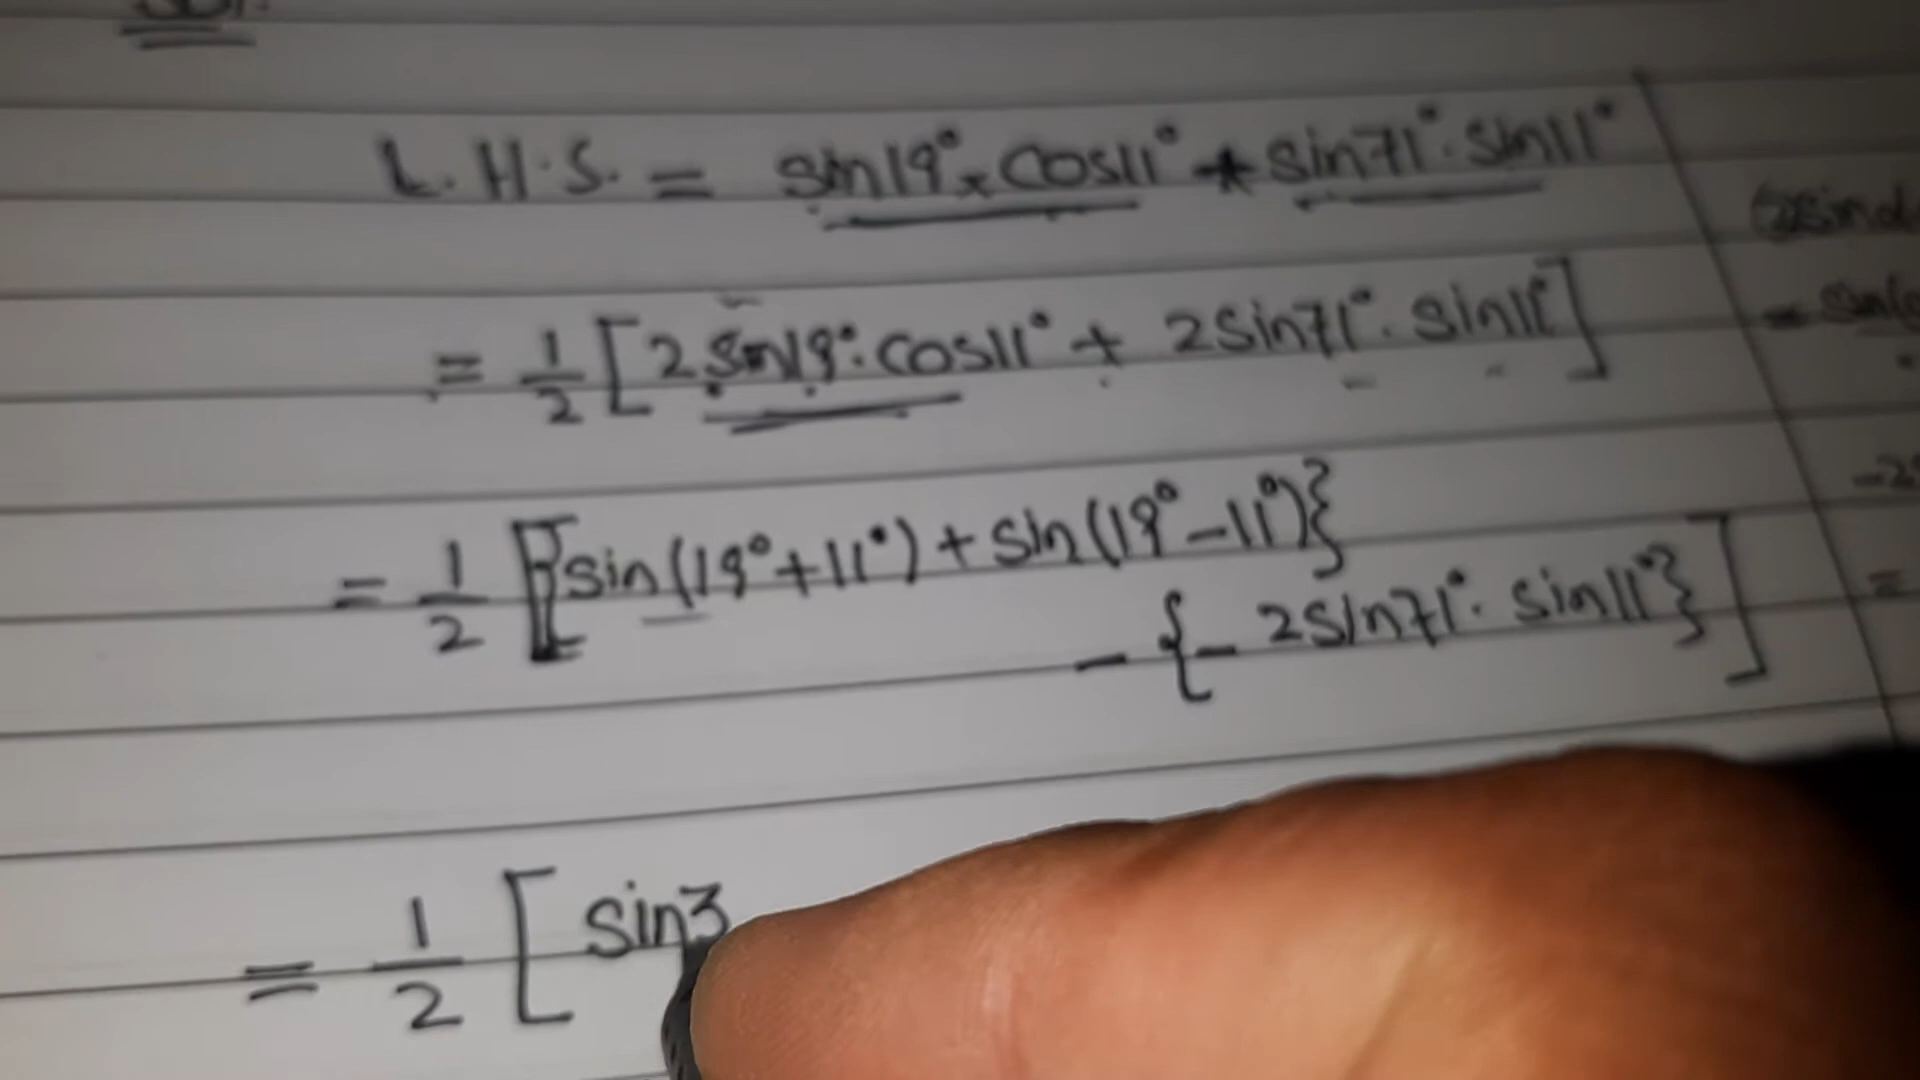 L.H.S. = sin19°×cos11° + sin71°·sin11°
= 1/2 [2sin19°·cos11° + 2sin71°·sin11°]
= 1/2 [{sin(19°+11°) + sin(19°-11°)}
- {- 2sin71°·sin11°}]
= 1/2 [sin3